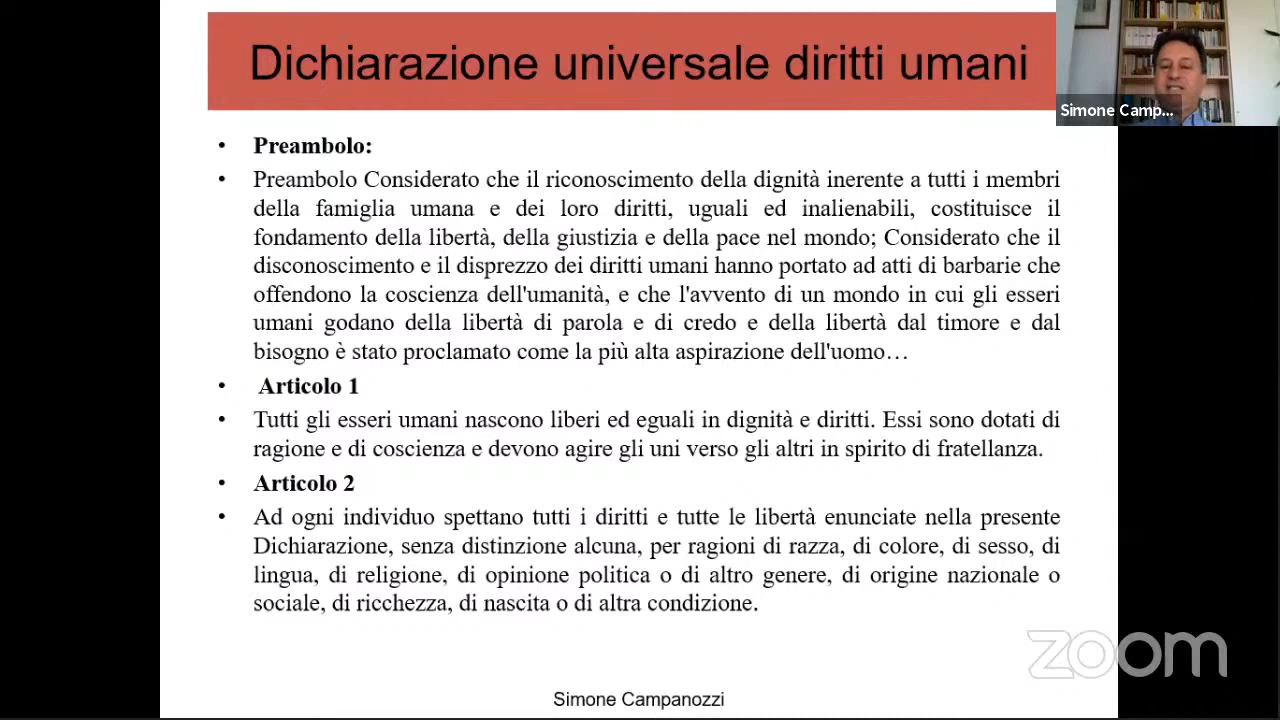 Dichiarazione universale diritti umani
Simone Camp...
• Preambolo:
• Preambolo Considerato che il riconoscimento della dignità inerente a tutti i membri
della famiglia umana e dei loro diritti, uguali ed inalienabili, costituisce il
fondamento della libertà, della giustizia e della pace nel mondo; Considerato che il
disconoscimento e il disprezzo dei diritti umani hanno portato ad atti di barbarie che
offendono la coscienza dell'umanità, e che l'avvento di un mondo in cui gli esseri
umani godano della libertà di parola e di credo e della libertà dal timore e dal
bisogno è stato proclamato come la più alta aspirazione dell'uomo…
• Articolo 1
• Tutti gli esseri umani nascono liberi ed eguali in dignità e diritti. Essi sono dotati di
ragione e di coscienza e devono agire gli uni verso gli altri in spirito di fratellanza.
• Articolo 2
• Ad ogni individuo spettano tutti i diritti e tutte le libertà enunciate nella presente
Dichiarazione, senza distinzione alcuna, per ragioni di razza, di colore, di sesso, di
lingua, di religione, di opinione politica o di altro genere, di origine nazionale o
sociale, di ricchezza, di nascita o di altra condizione.
zoom
Simone Campanozzi